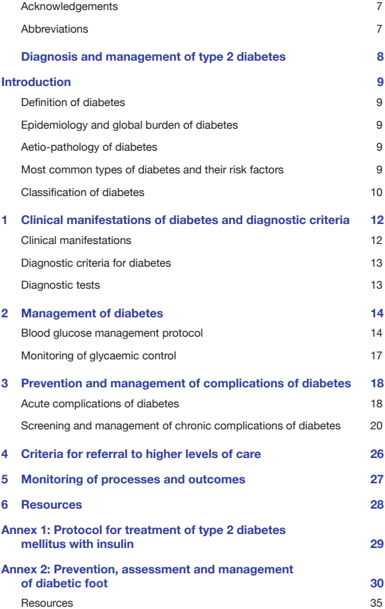 Acknowledgements 7
Abbreviations 7
Diagnosis and management of type 2 diabetes 8
Introduction 9
Definition of diabetes 9
Epidemiology and global burden of diabetes 9
Aetio-pathology of diabetes 9
Most common types of diabetes and their risk factors 9
Classification of diabetes 10
1 Clinical manifestations of diabetes and diagnostic criteria 12
Clinical manifestations 12
Diagnostic criteria for diabetes 13
Diagnostic tests 13
2 Management of diabetes 14
Blood glucose management protocol 14
Monitoring of glycaemic control 17
3 Prevention and management of complications of diabetes 18
Acute complications of diabetes 18
Screening and management of chronic complications of diabetes 20
4 Criteria for referral to higher levels of care 26
5 Monitoring of processes and outcomes 27
6 Resources 28
Annex 1: Protocol for treatment of type 2 diabetes
mellitus with insulin 29
Annex 2: Prevention, assessment and management
of diabetic foot 30
Resources 35